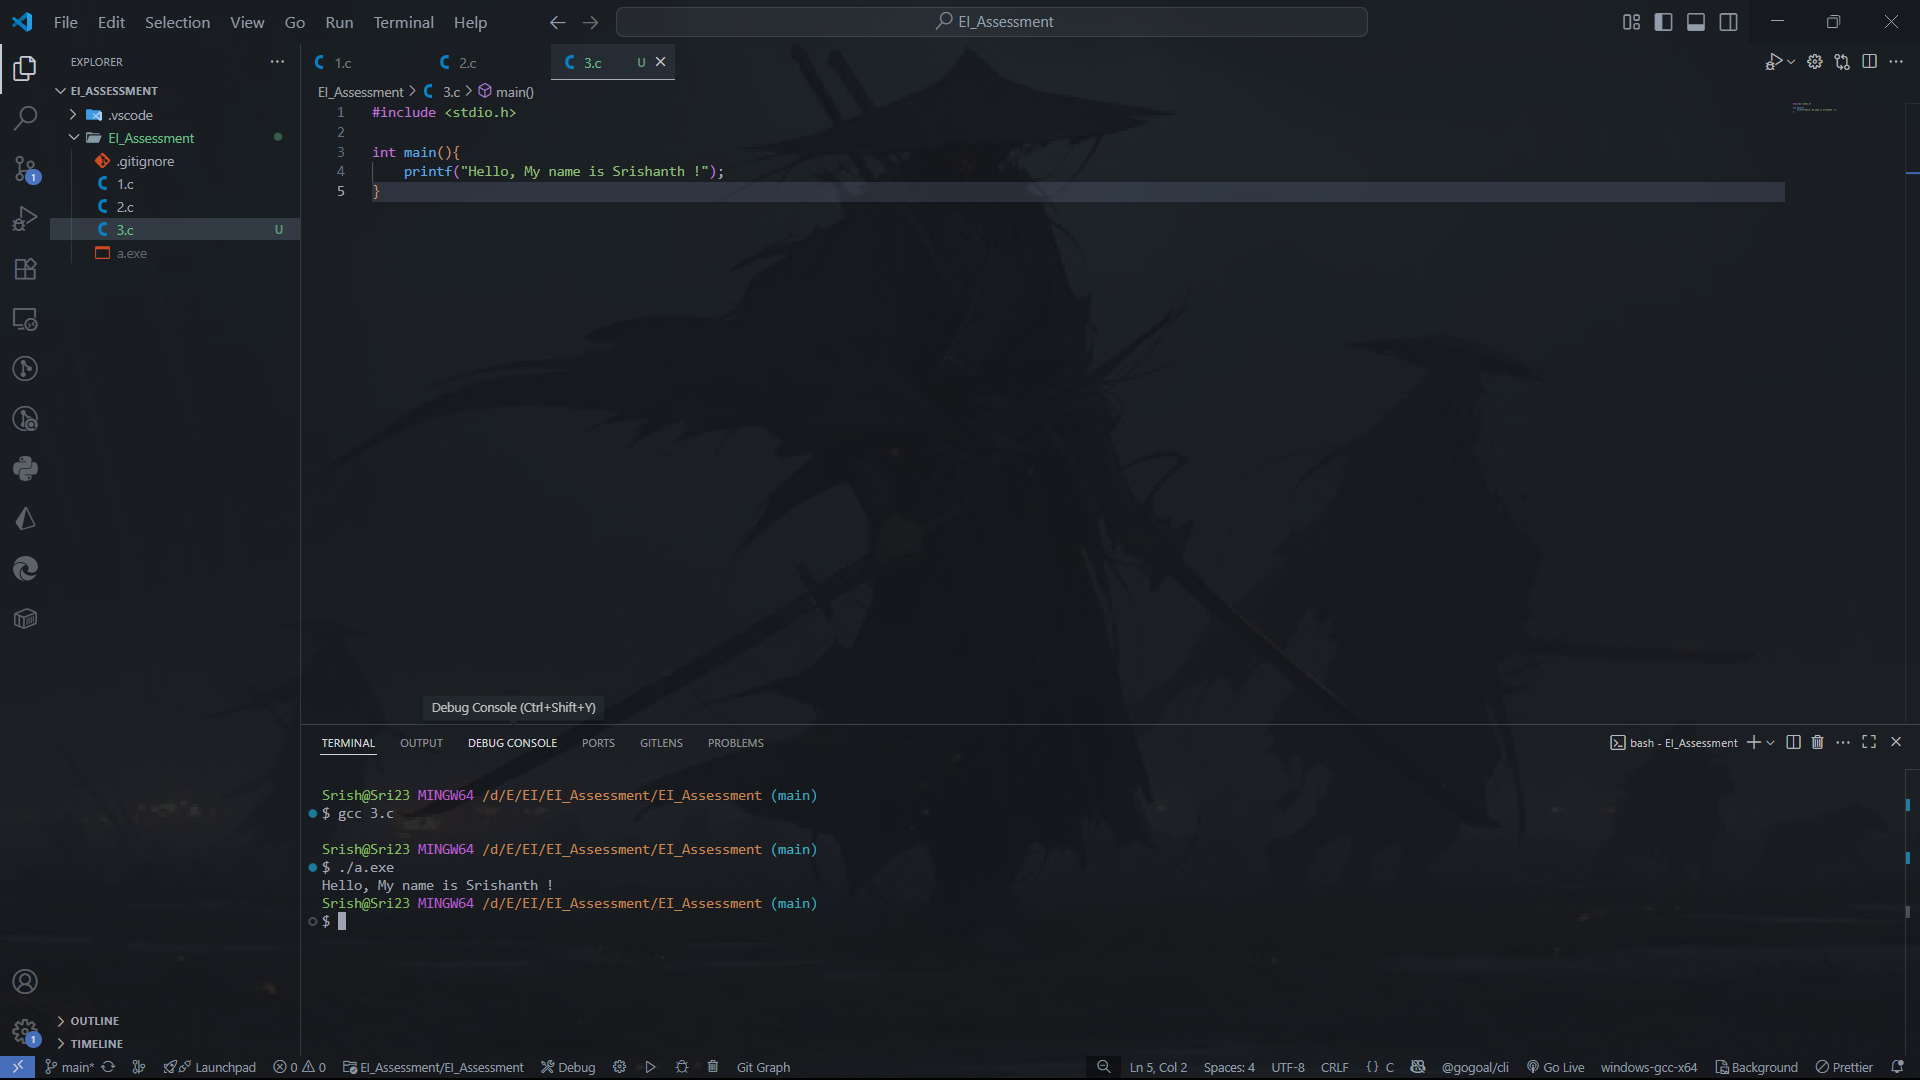 File Edit Selection View Go Run Terminal Help
EI_Assessment
EXPLORER
EI_ASSESSMENT
.vscode
EI_Assessment
.gitignore
1.c
2.c
3.c U
a.exe
OUTLINE
TIMELINE
1
1
1.c 2.c 3.c U
EI_Assessment > 3.c > main()
1 #include <stdio.h>
2
3 int main(){
4 printf("Hello, My name is Srishanth !");
5 }
Debug Console (Ctrl+Shift+Y)
TERMINAL OUTPUT DEBUG CONSOLE PORTS GITLENS PROBLEMS
bash - EI_Assessment
Srish@Sri23 MINGW64 /d/E/EI/EI_Assessment/EI_Assessment (main)
$ gcc 3.c
Srish@Sri23 MINGW64 /d/E/EI/EI_Assessment/EI_Assessment (main)
$ ./a.exe
Hello, My name is Srishanth !
Srish@Sri23 MINGW64 /d/E/EI/EI_Assessment/EI_Assessment (main)
$
main* Launchpad 0 0 EI_Assessment/EI_Assessment Debug Git Graph Ln 5, Col 2 Spaces: 4 UTF-8 CRLF {} C @gogoal/cli Go Live windows-gcc-x64 Background Prettier